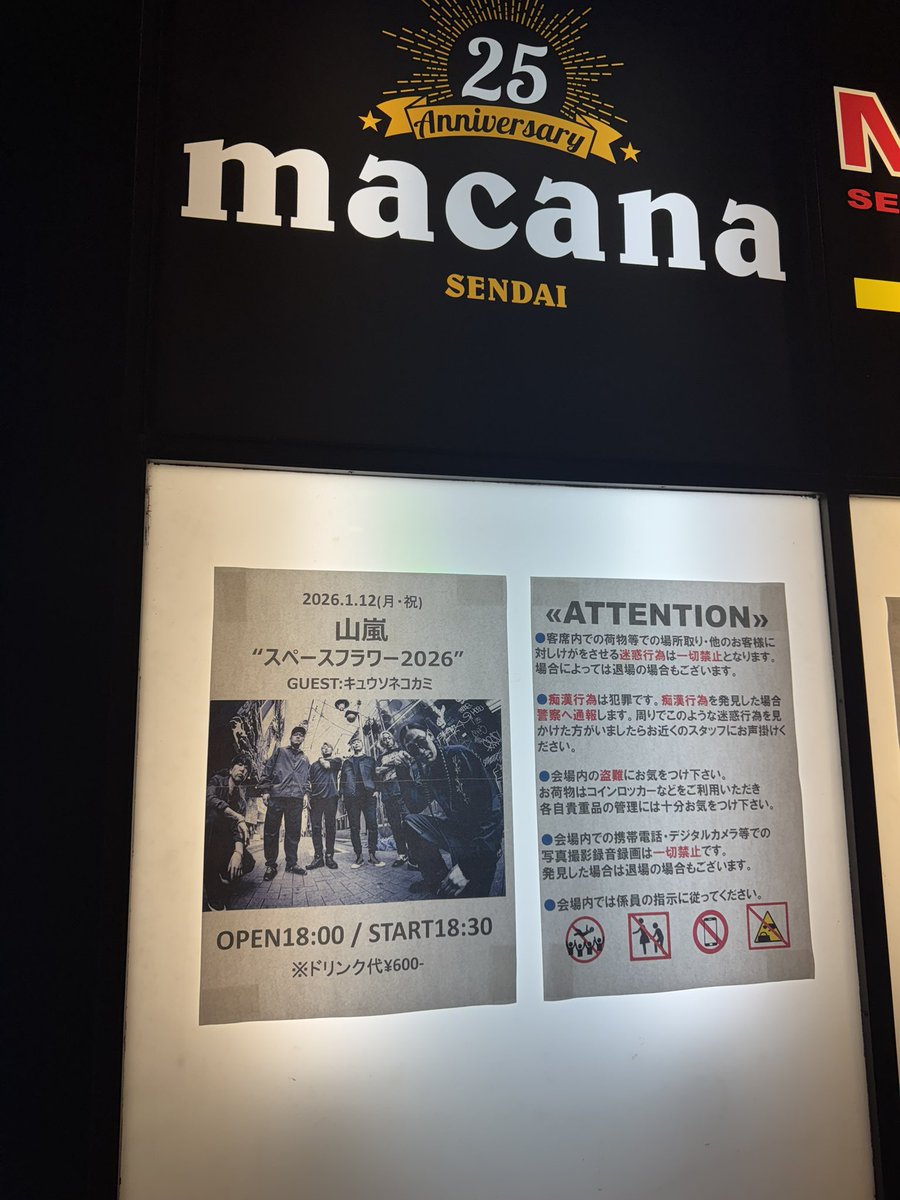 25
Anniversary
macana
SENDAI
M
SE
2026.1.12(月・祝)
山嵐
“スペースフラワー2026”
GUEST:キュウソネコカミ
OPEN18:00 / START18:30
※ドリンク代¥600-
≪ATTENTION≫
●客席内での荷物等での場所取り・他のお客様に
対しけがをさせる迷惑行為は一切禁止となります。
場合によっては退場の場合もございます。
●痴漢行為は犯罪です。痴漢行為を発見した場合
警察へ通報します。周りでこのような迷惑行為を見
かけた方がいましたらお近くのスタッフにお声掛けく
ださい。
●会場内の盗難にお気をつけ下さい。
お荷物はコインロッカーなどをご利用いただき
各自貴重品の管理には十分お気をつけ下さい。
●会場内での携帯電話・デジタルカメラ等での
写真撮影録音録画は一切禁止です。
発見した場合は退場の場合もございます。
●会場内では係員の指示に従ってください。